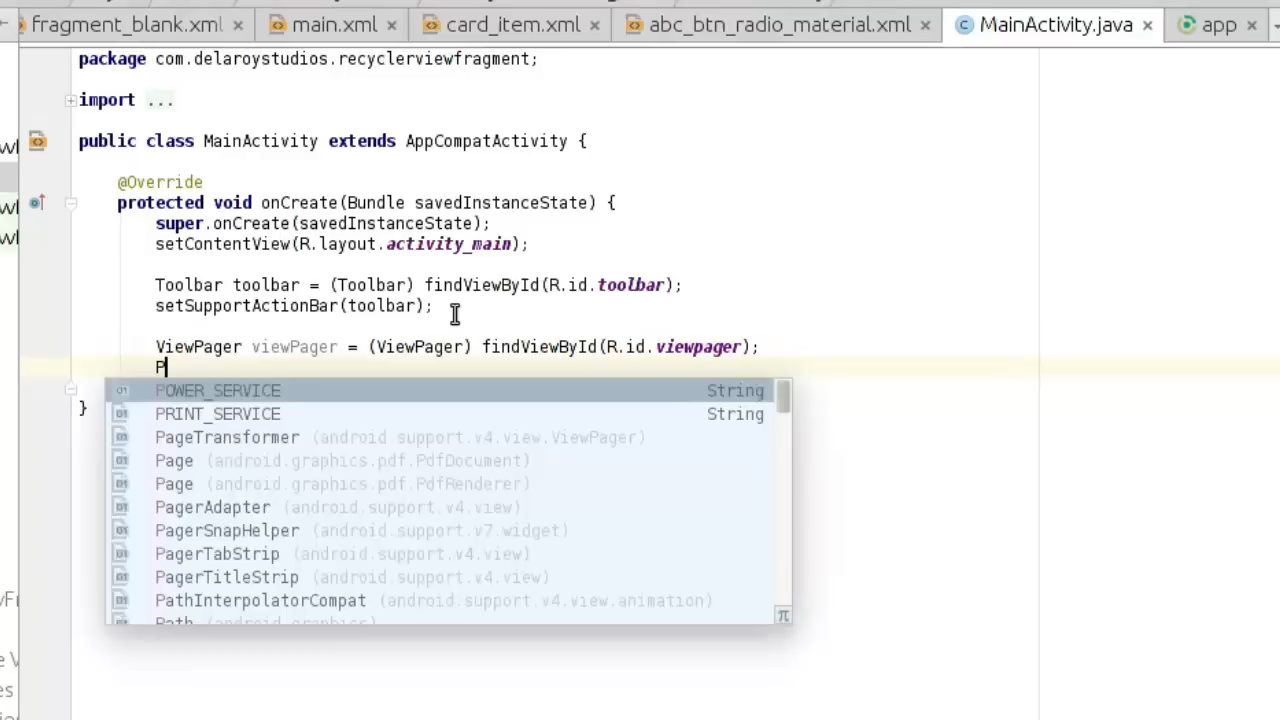 fragment_blank.xml main.xml card_item.xml abc_btn_radio_material.xml MainActivity.java app
package com.delaroystudios.recyclerviewfragment;
import ...
public class MainActivity extends AppCompatActivity {
@Override
protected void onCreate(Bundle savedInstanceState) {
super.onCreate(savedInstanceState);
setContentView(R.layout.activity_main);
Toolbar toolbar = (Toolbar) findViewById(R.id.toolbar);
setSupportActionBar(toolbar);
ViewPager viewPager = (ViewPager) findViewById(R.id.viewpager);
P
POWER_SERVICE String
PRINT_SERVICE String
PageTransformer (android.support.v4.view.ViewPager)
Page (android.graphics.pdf.PdfDocument)
Page (android.graphics.pdf.PdfRenderer)
PagerAdapter (android.support.v4.view)
PagerSnapHelper (android.support.v7.widget)
PagerTabStrip (android.support.v4.view)
PagerTitleStrip (android.support.v4.view)
PathInterpolatorCompat (android.support.v4.view.animation)
Path (android.graphics)
}